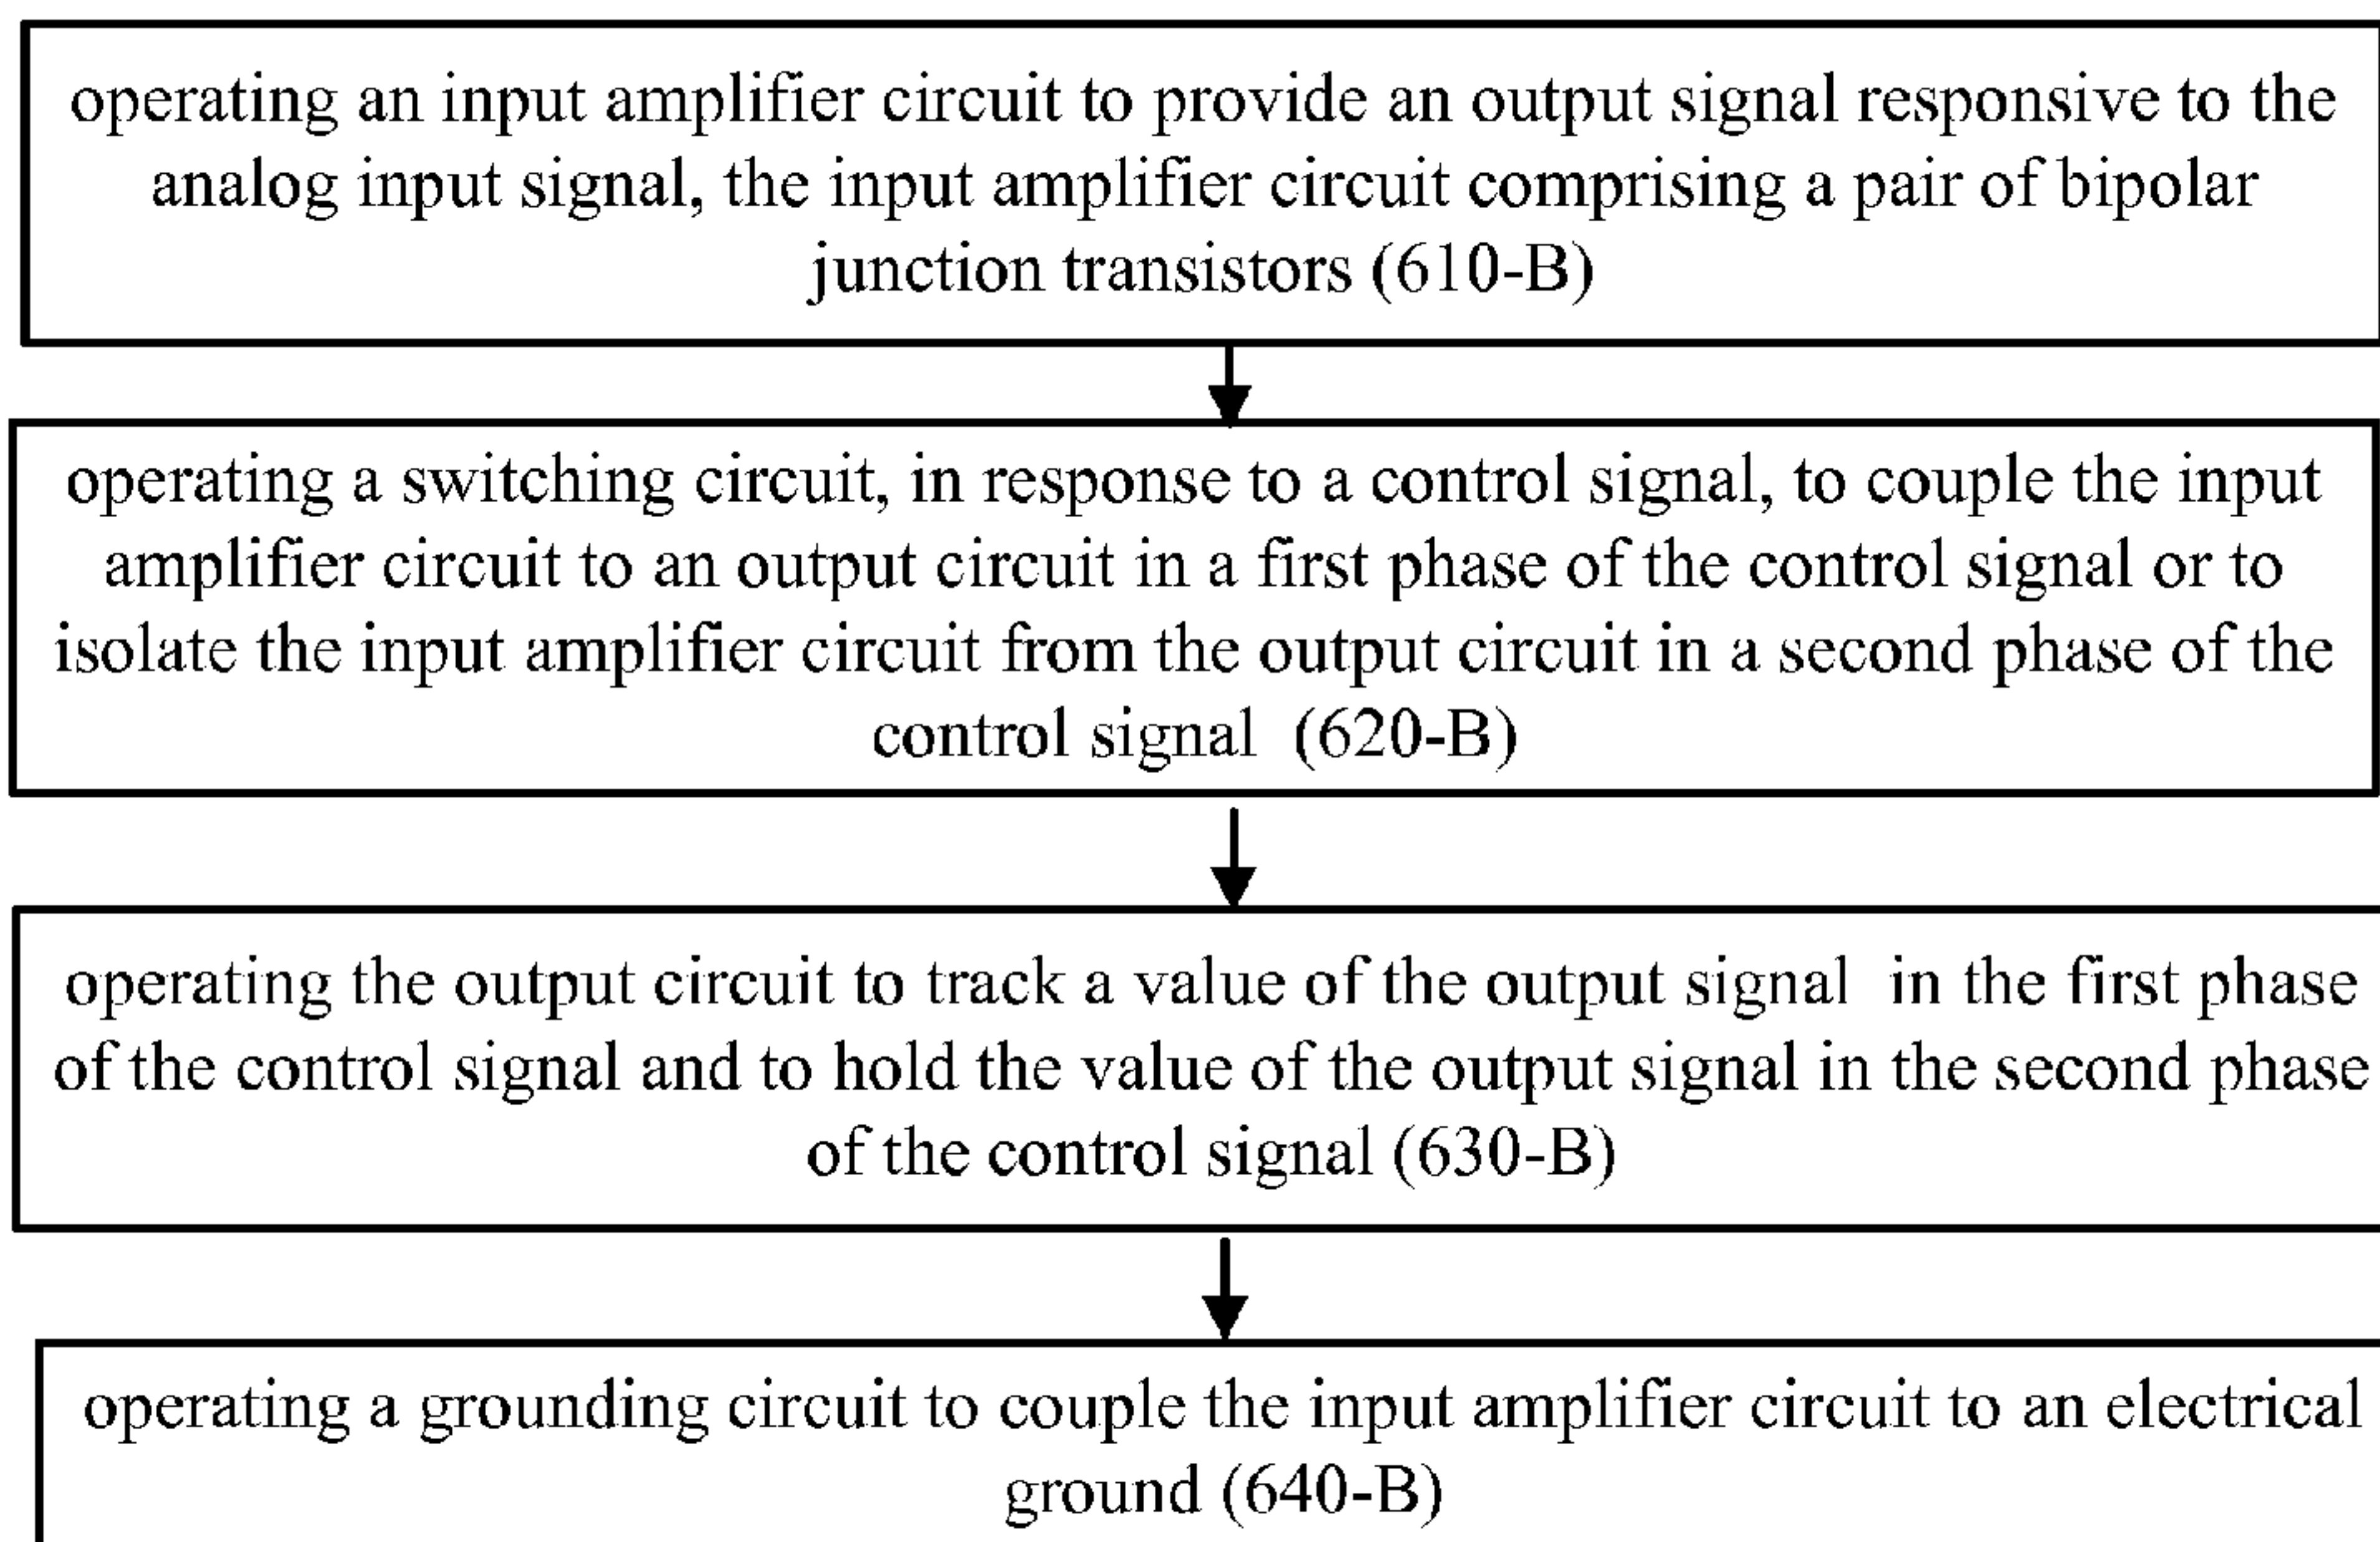 operating an input amplifier circuit to provide an output signal responsive to the
analog input signal, the input amplifier circuit comprising a pair of bipolar
junction transistors (610-B)
operating a switching circuit, in response to a control signal, to couple the input
amplifier circuit to an output circuit in a first phase of the control signal or to
isolate the input amplifier circuit from the output circuit in a second phase of the
control signal (620-B)
operating the output circuit to track a value of the output signal in the first phase
of the control signal and to hold the value of the output signal in the second phase
of the control signal (630-B)
operating a grounding circuit to couple the input amplifier circuit to an electrical
ground (640-B)